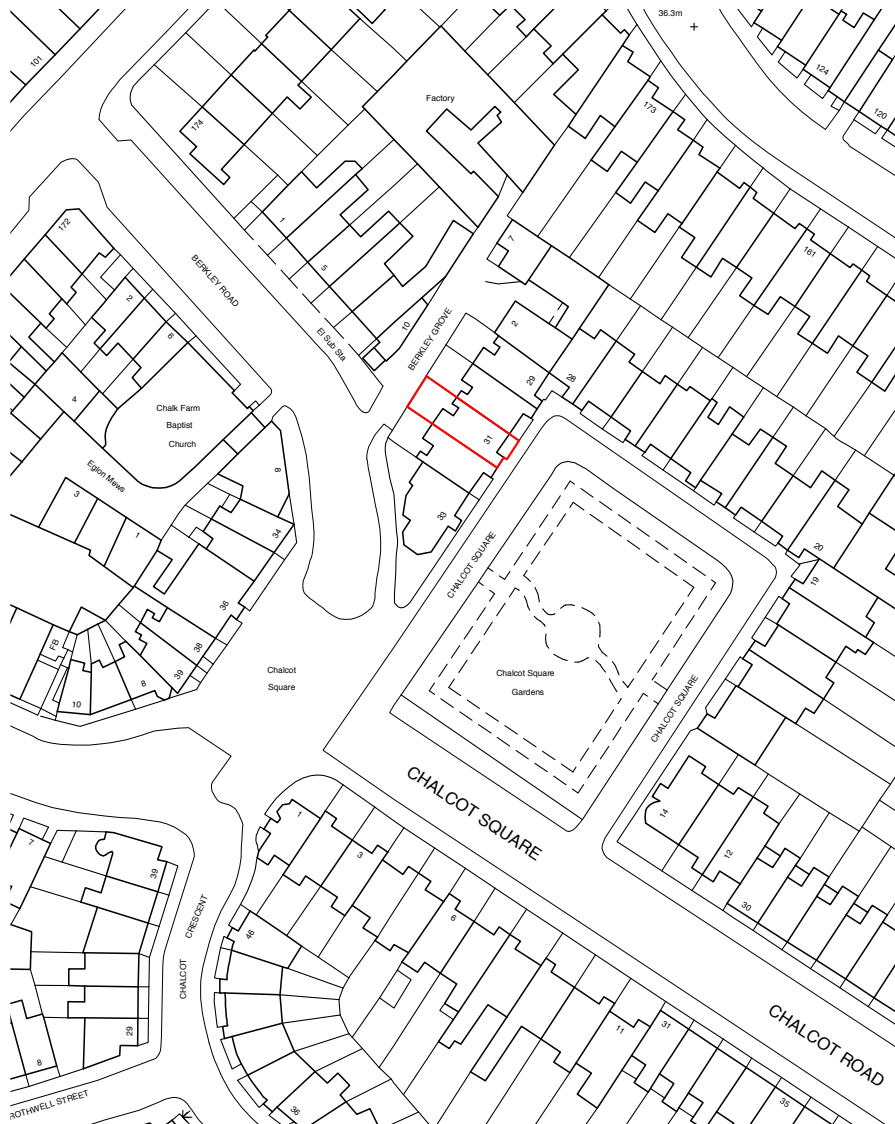 36.3m
101
124
120
Factory
173
174
172
1
7
161
BERKLEY ROAD
5
El Sub Sta
10
BERKLEY GROVE
2
2
6
29
28
4
Chalk Farm
Baptist
Church
31
8
Eglon Mews
3
1
34
33
20
19
CHALCOT SQUARE
36
38
39
FB
10
8
Chalcot
Square
Chalcot Square
Gardens
CHALCOT SQUARE
CHALCOT SQUARE
14
12
30
1
3
6
7
39
46
CHALCOT
CRESCENT
29
8
11
31
35
CHALCOT ROAD
36
ROTHWELL STREET